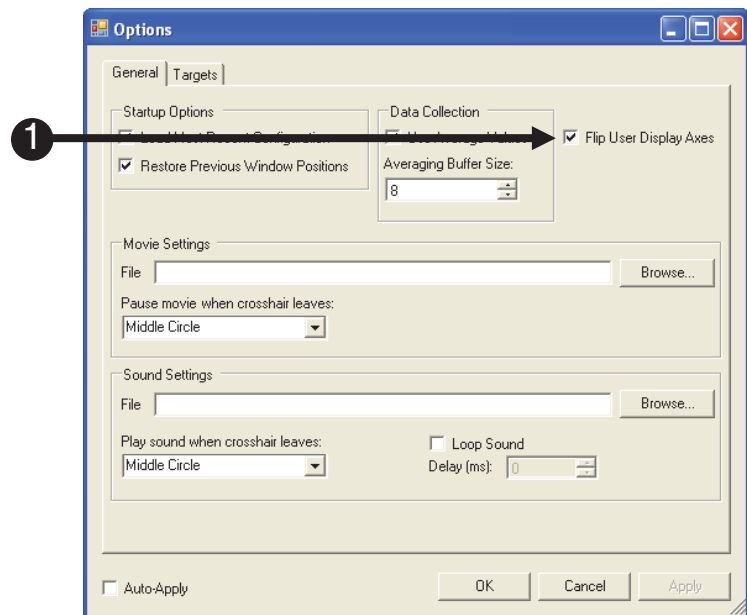 Options
General Targets
Startup Options
Data Collection
1
Flip User Display Axes
Restore Previous Window Positions
Averaging Buffer Size:
8
Movie Settings
File Browse...
Pause movie when crosshair leaves:
Middle Circle
Sound Settings
File Browse...
Play sound when crosshair leaves:
Loop Sound
Middle Circle
Delay (ms): 0
Auto-Apply OK Cancel Apply